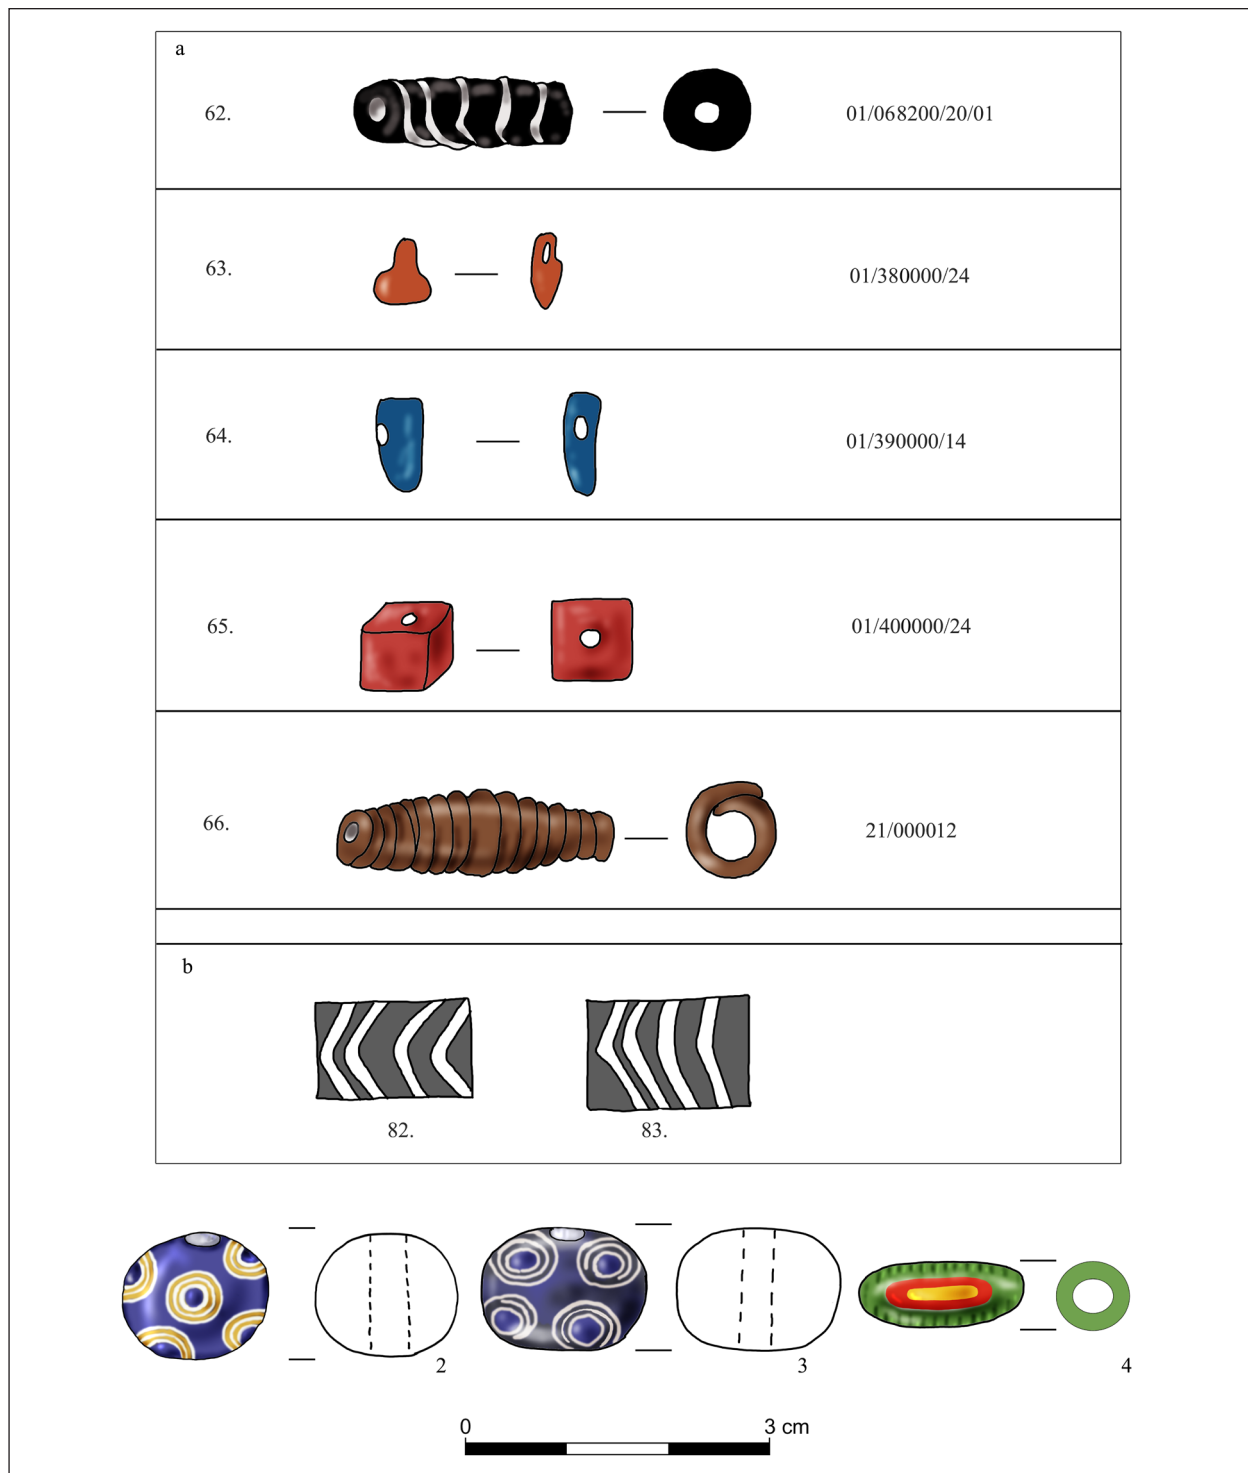 a
62. 01/068200/20/01
63. 01/380000/24
64. 01/390000/14
65. 01/400000/24
66. 21/000012
b
82. 83.
2 3 4
0 3 cm